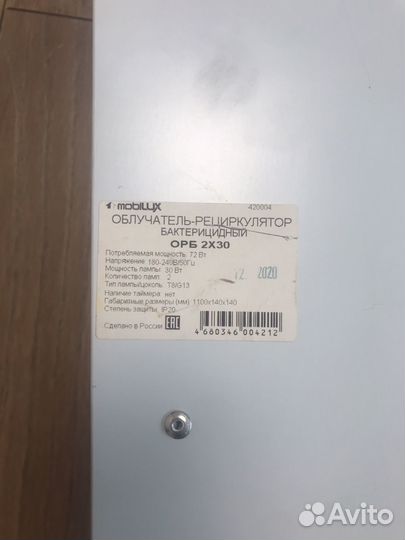 mobilux 420004
ОБЛУЧАТЕЛЬ-РЕЦИРКУЛЯТОР
БАКТЕРИЦИДНЫЙ
ОРБ 2Х30
Потребляемая мощность: 72 Вт
Напряжение: 180-240В/50Гц
Мощность лампы: 30 Вт
Количество ламп: 2
12. 2020
Тип лампы/цоколь: T8/G13
Наличие таймера: нет
Габаритные размеры (мм): 1100х140х140
Степень защиты: IP20
Сделано в России EAC
4 680346 004212
Avito